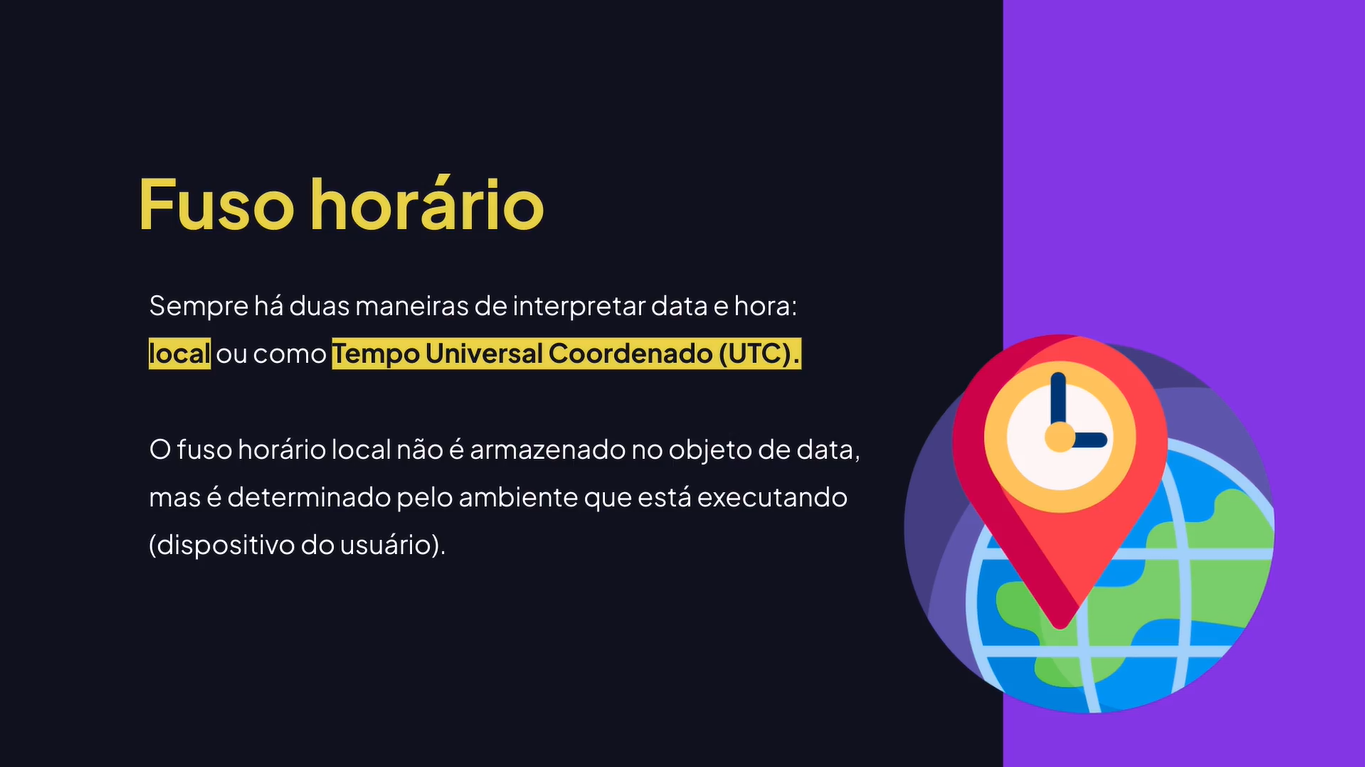 Fuso horário
Sempre há duas maneiras de interpretar data e hora:
local ou como Tempo Universal Coordenado (UTC).
O fuso horário local não é armazenado no objeto de data,
mas é determinado pelo ambiente que está executando
(dispositivo do usuário).